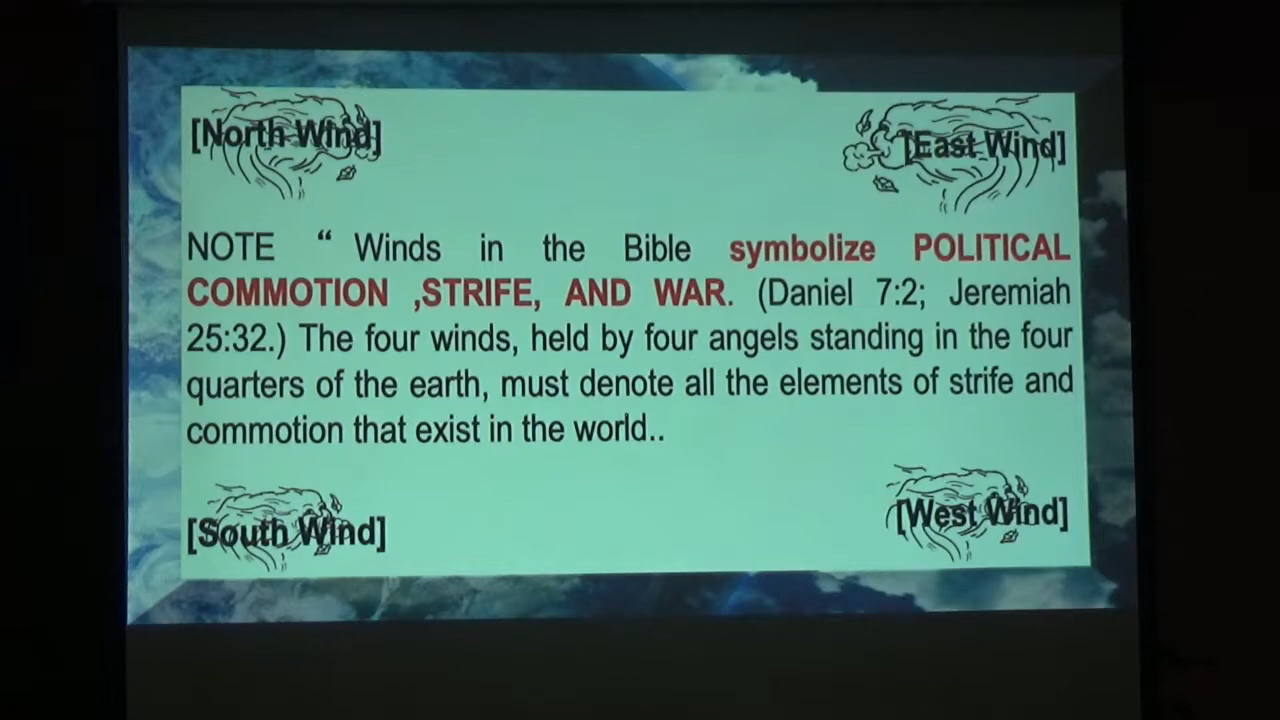 [North Wind]
[East Wind]
NOTE “ Winds in the Bible symbolize POLITICAL
COMMOTION ,STRIFE, AND WAR. (Daniel 7:2; Jeremiah
25:32.) The four winds, held by four angels standing in the four
quarters of the earth, must denote all the elements of strife and
commotion that exist in the world..
[South Wind]
[West Wind]